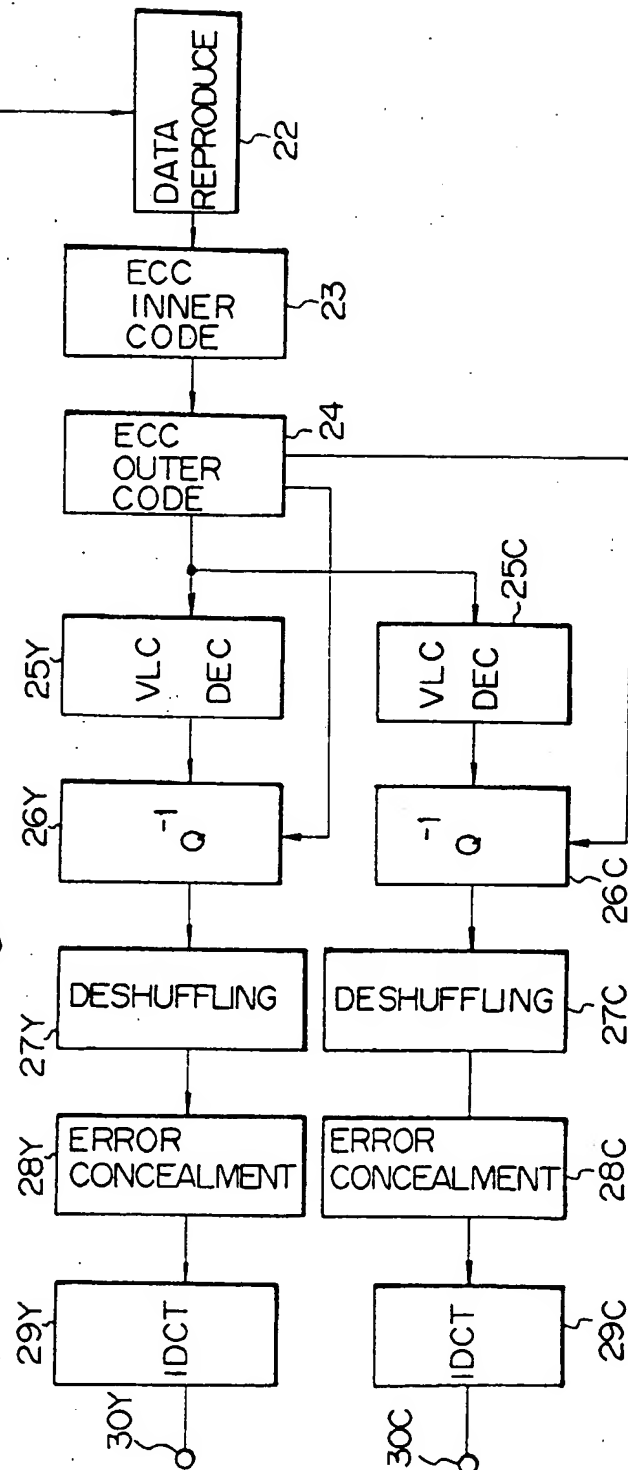 DATA
REPRODUCE
22
ECC
INNER
CODE
23
ECC
OUTER
CODE
24
25Y
VLC
DEC
25C
VLC
DEC
26Y
Q-1
26C
Q-1
27Y
DESHUFFLING
27C
DESHUFFLING
28Y
ERROR
CONCEALMENT
28C
ERROR
CONCEALMENT
29Y
IDCT
29C
IDCT
30Y
30C